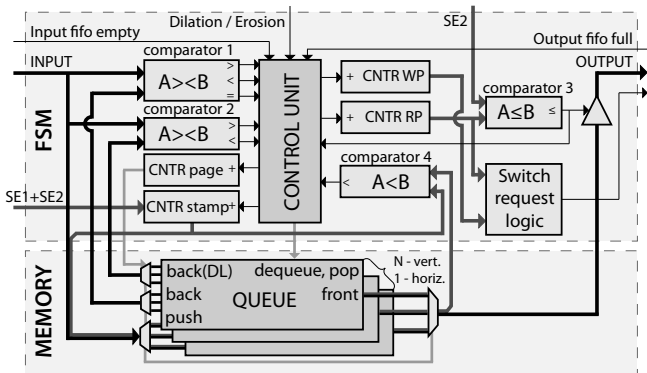 Dilation / Erosion
SE2
Input fifo empty
Output fifo full
INPUT
OUTPUT
comparator 1
A><B
>
<
=
comparator 2
A><B
>
<
CONTROL UNIT
+ CNTR WP
+ CNTR RP
comparator 3
A≤B ≤
FSM
CNTR page +
comparator 4
< A<B
Switch
request
logic
SE1+SE2
CNTR stamp+
MEMORY
back(DL)
dequeue, pop
N - vert.
1 - horiz.
back
QUEUE
front
push